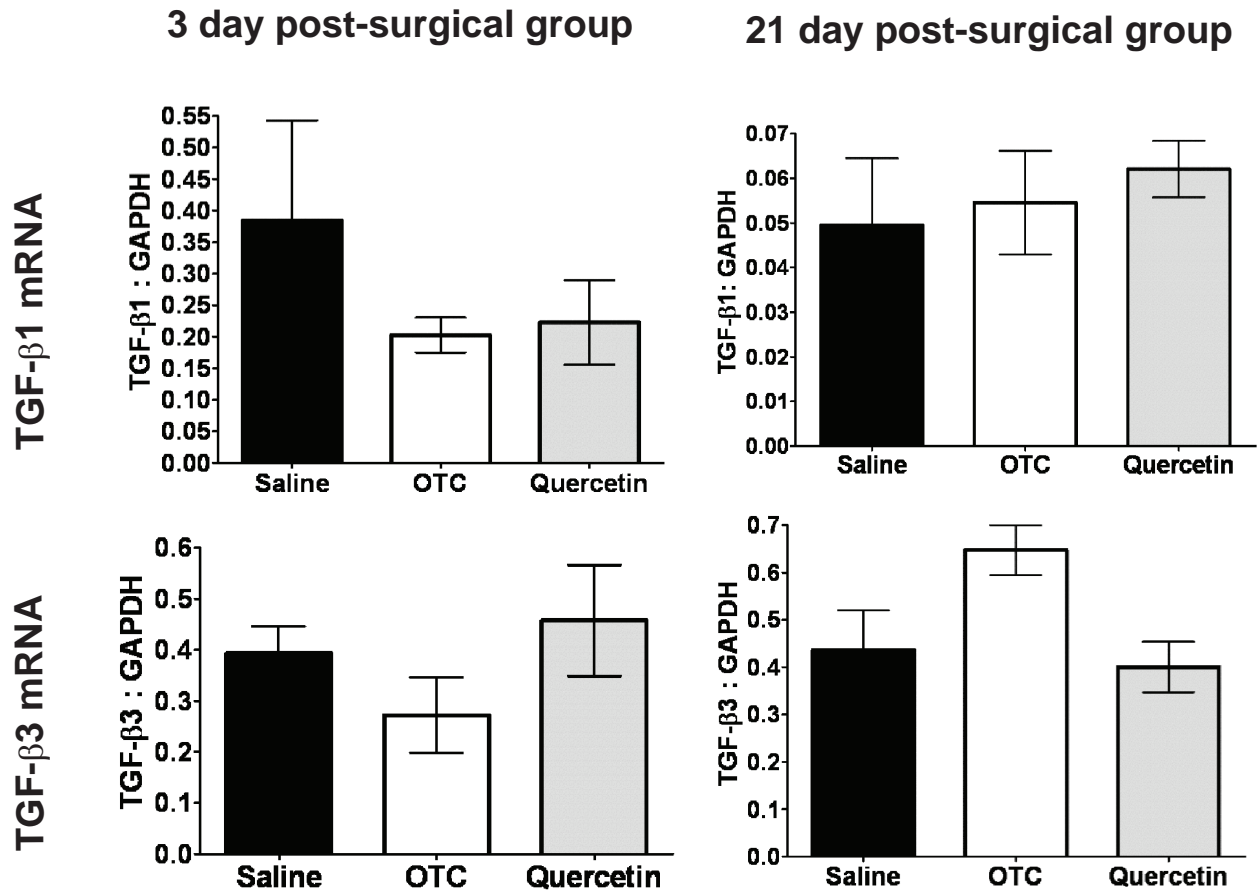 3 day post-surgical group
21 day post-surgical group
TGF-β1 mRNA
TGF-β1 : GAPDH
0.55
0.50
0.45
0.40
0.35
0.30
0.25
0.20
0.15
0.10
0.05
0.00
Saline OTC Quercetin
TGF-β1: GAPDH
0.07
0.06
0.05
0.04
0.03
0.02
0.01
0.00
Saline OTC Quercetin
TGF-β3 mRNA
TGF-β3 : GAPDH
0.6
0.5
0.4
0.3
0.2
0.1
0.0
Saline OTC Quercetin
TGF-β3 : GAPDH
0.7
0.6
0.5
0.4
0.3
0.2
0.1
0.0
Saline OTC Quercetin